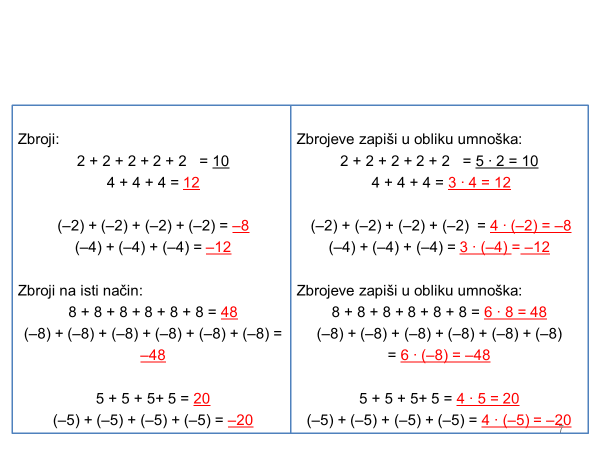 Zbroji:
2 + 2 + 2 + 2 + 2 = 10
4 + 4 + 4 = 12
(–2) + (–2) + (–2) + (–2) = –8
(–4) + (–4) + (–4) = –12
Zbroji na isti način:
8 + 8 + 8 + 8 + 8 + 8 = 48
(–8) + (–8) + (–8) + (–8) + (–8) + (–8) =
–48
5 + 5 + 5+ 5 = 20
(–5) + (–5) + (–5) + (–5) = –20
Zbrojeve zapiši u obliku umnoška:
2 + 2 + 2 + 2 + 2 = 5 · 2 = 10
4 + 4 + 4 = 3 · 4 = 12
(–2) + (–2) + (–2) + (–2) = 4 · (–2) = –8
(–4) + (–4) + (–4) = 3 · (–4) = –12
Zbrojeve zapiši u obliku umnoška:
8 + 8 + 8 + 8 + 8 + 8 = 6 · 8 = 48
(–8) + (–8) + (–8) + (–8) + (–8) + (–8)
= 6 · (–8) = –48
5 + 5 + 5+ 5 = 4 · 5 = 20
(–5) + (–5) + (–5) + (–5) = 4 · (–5) = –20